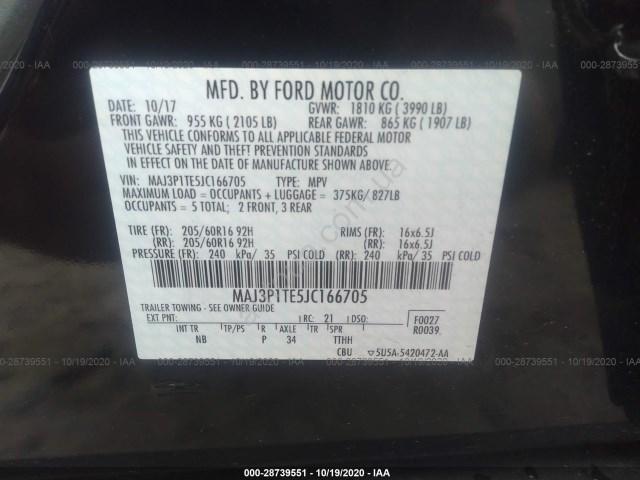 000-28739551 - 10/19/2020 - IAA
MFD. BY FORD MOTOR CO.
DATE: 10/17 GVWR: 1810 KG ( 3990 LB)
FRONT GAWR: 955 KG ( 2105 LB) REAR GAWR: 865 KG ( 1907 LB)
THIS VEHICLE CONFORMS TO ALL APPLICABLE FEDERAL MOTOR
VEHICLE SAFETY AND THEFT PREVENTION STANDARDS
IN EFFECT ON THE DATE OF MANUFACTURE SHOWN ABOVE.
VIN: MAJ3P1TE5JC166705 TYPE: MPV
MAXIMUM LOAD = OCCUPANTS + LUGGAGE = 375KG/ 827LB
OCCUPANTS = 5 TOTAL; 2 FRONT, 3 REAR
TIRE (FR): 205/60R16 92H RIMS (FR): 16x6.5J
(RR): 205/60R16 92H (RR): 16x6.5J
PRESSURE (FR): 240 kPa/ 35 PSI COLD (RR): 240 kPa/ 35 PSI COLD
MAJ3P1TE5JC166705
TRAILER TOWING - SEE OWNER GUIDE
EXT PNT: RC: 21 DSO: F0027
R0039
INT TR TP/PS R AXLE TR SPR
NB P 34 TTHH
CBU 5U5A-5420472-AA
000-28739551 - 10/19/2020 - IAA